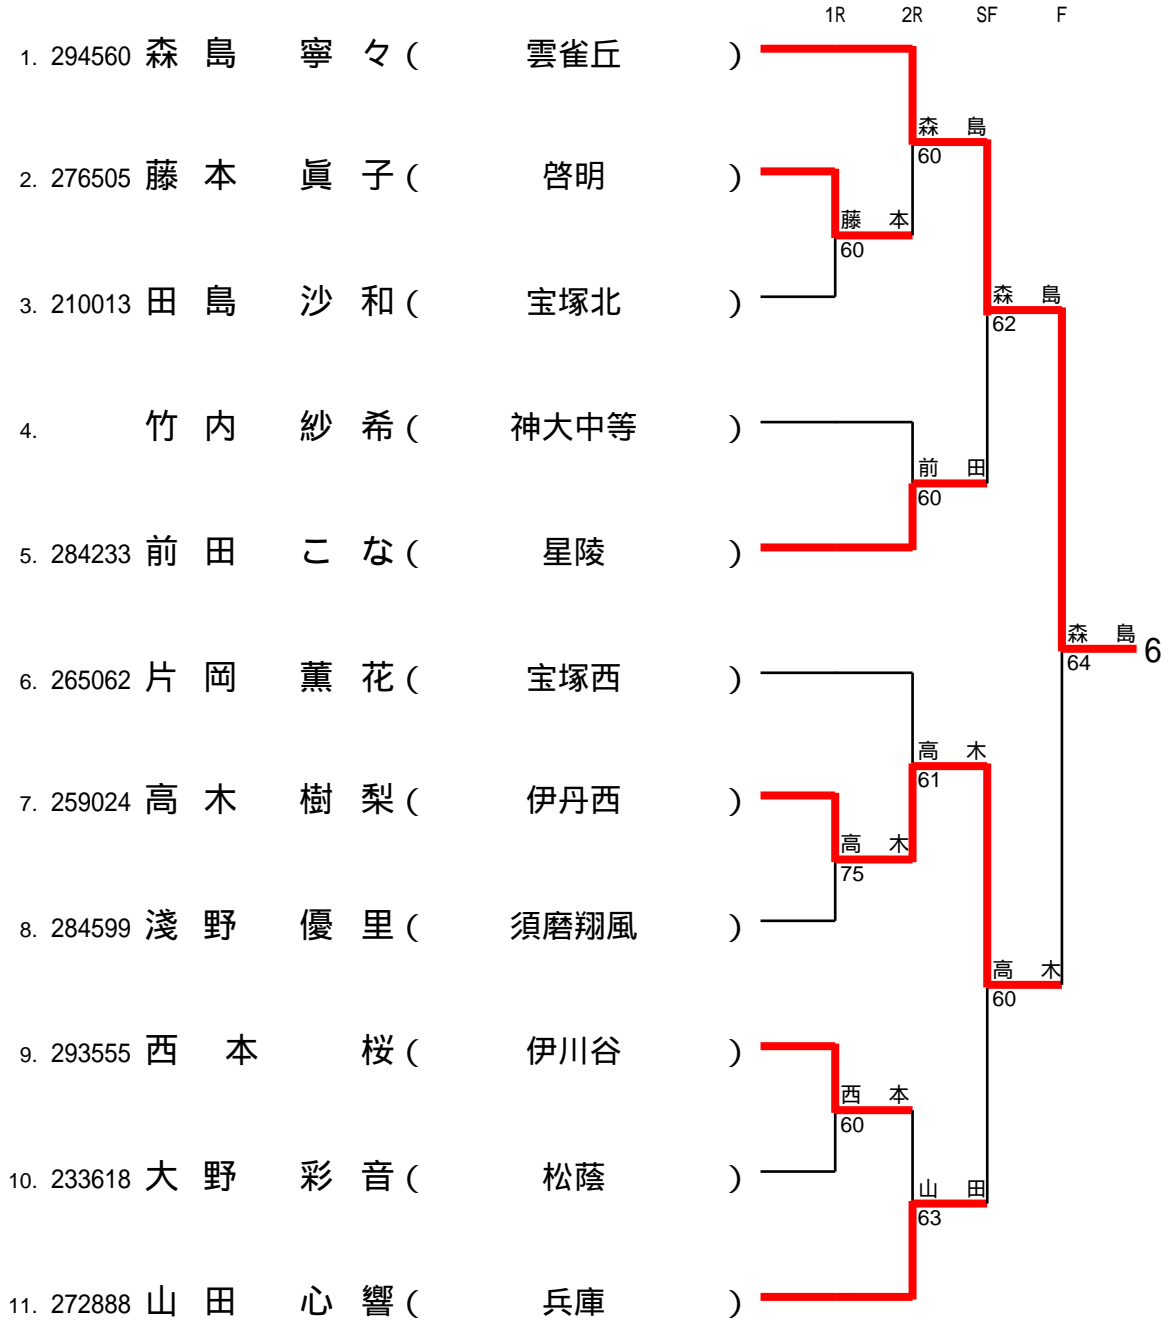 1R 2R SF F
1. 294560 森 島 寧 々 ( 雲雀丘 )
森 島
60
2. 276505 藤 本 眞 子 ( 啓明 )
藤 本
60
3. 210013 田 島 沙 和 ( 宝塚北 )
森 島
62
4. 竹 内 紗 希 ( 神大中等 )
前 田
60
5. 284233 前 田 こ な ( 星陵 )
森 島 6
64
6. 265062 片 岡 薫 花 ( 宝塚西 )
高 木
61
7. 259024 高 木 樹 梨 ( 伊丹西 )
高 木
75
8. 284599 淺 野 優 里 ( 須磨翔風 )
高 木
60
9. 293555 西 本 桜 ( 伊川谷 )
西 本
60
10. 233618 大 野 彩 音 ( 松蔭 )
山 田
63
11. 272888 山 田 心 響 ( 兵庫 )